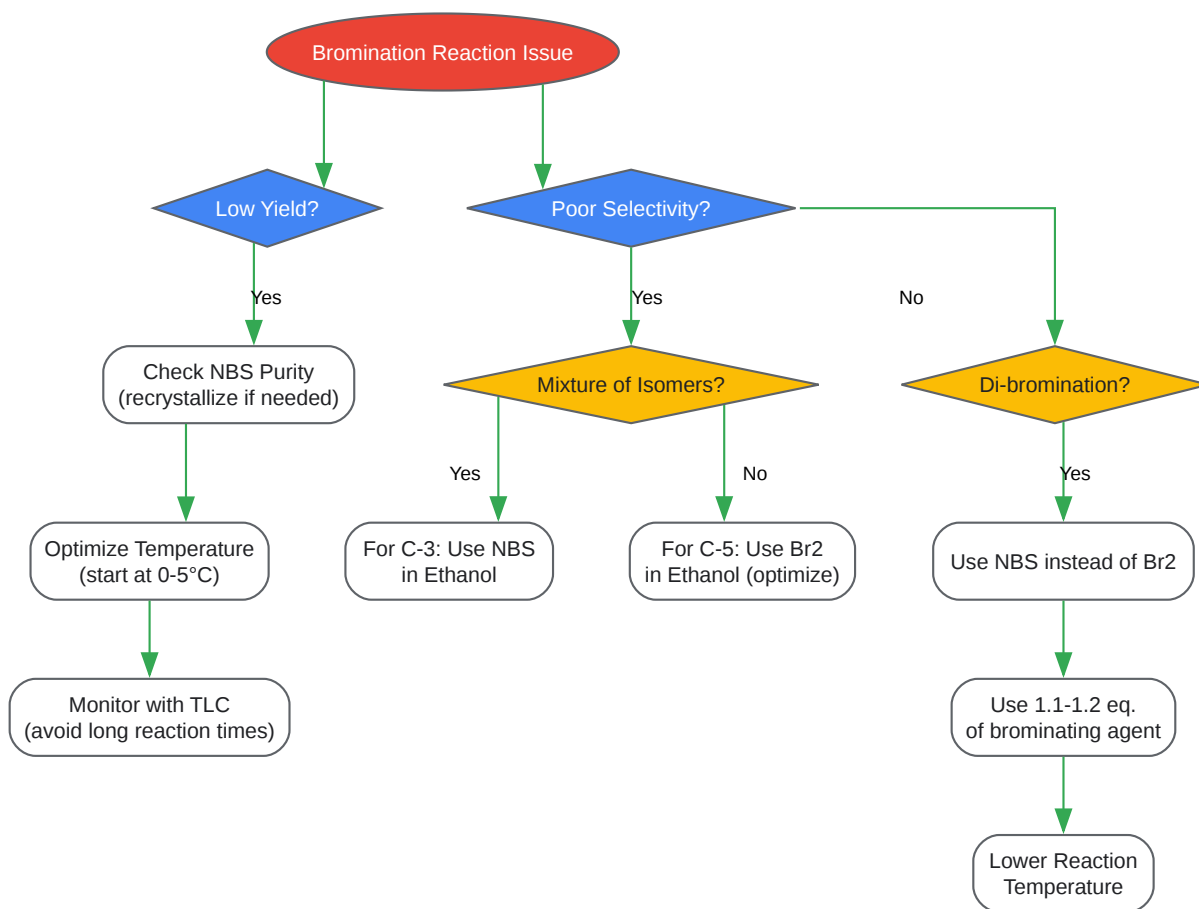 Bromination Reaction Issue
Low Yield?
Poor Selectivity?
Yes
Yes
No
Check NBS Purity
(recrystallize if needed)
Mixture of Isomers?
Di-bromination?
Yes
No
Yes
Optimize Temperature
(start at 0-5°C)
For C-3: Use NBS
in Ethanol
For C-5: Use Br2
in Ethanol (optimize)
Use NBS instead of Br2
Monitor with TLC
(avoid long reaction times)
Use 1.1-1.2 eq.
of brominating agent
Lower Reaction
Temperature